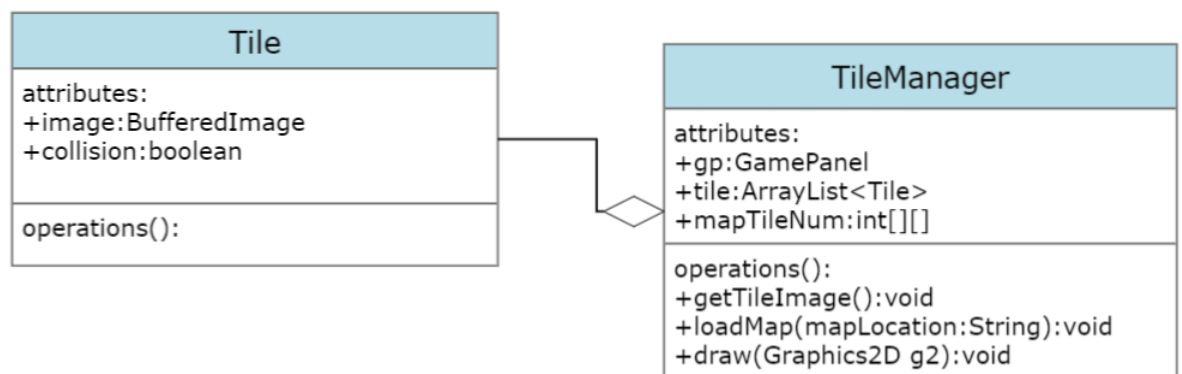 Tile
attributes:
+image:BufferedImage
+collision:boolean
operations():
TileManager
attributes:
+gp:GamePanel
+tile:ArrayList<Tile>
+mapTileNum:int[][]
operations():
+getTileImage():void
+loadMap(mapLocation:String):void
+draw(Graphics2D g2):void